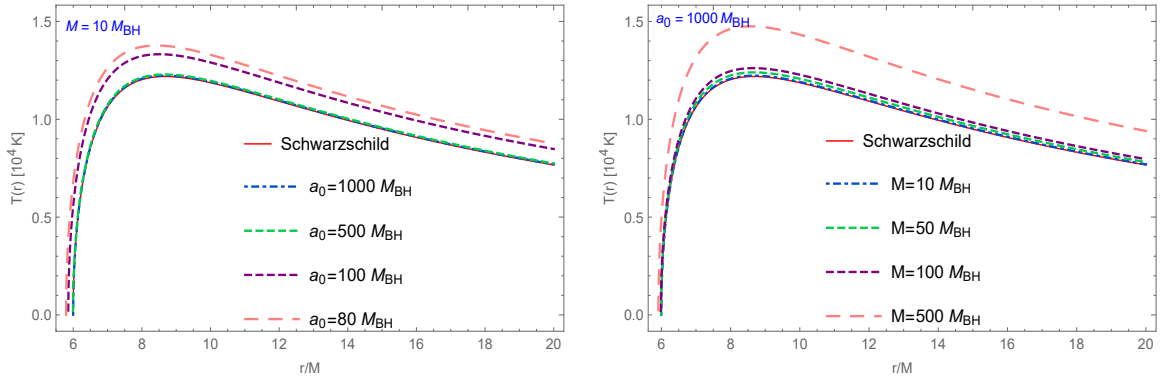 M = 10 M_BH
1.5
1.0
0.5
0.0
T(r) [10^4 K]
Schwarzschild
a_0=1000 M_BH
a_0=500 M_BH
a_0=100 M_BH
a_0=80 M_BH
6 8 10 12 14 16 18 20
r/M
a_0 = 1000 M_BH
1.5
1.0
0.5
0.0
T(r) [10^4 K]
Schwarzschild
M=10 M_BH
M=50 M_BH
M=100 M_BH
M=500 M_BH
6 8 10 12 14 16 18 20
r/M